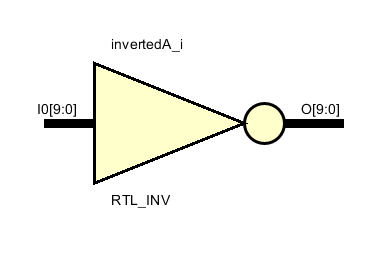 invertedA_i
I0[9:0]
O[9:0]
RTL_INV